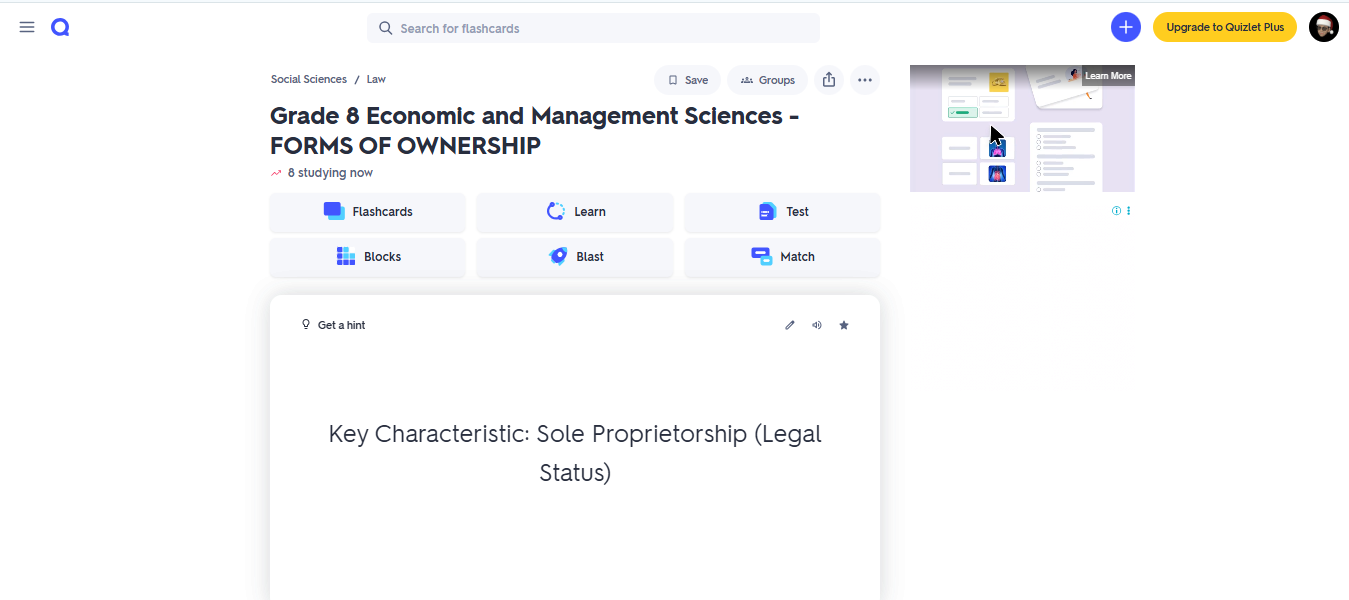 Search for flashcards
Upgrade to Quizlet Plus
Social Sciences / Law
Save
Groups
Learn More
Grade 8 Economic and Management Sciences -
FORMS OF OWNERSHIP
8 studying now
Flashcards
Learn
Test
Blocks
Blast
Match
Get a hint
Key Characteristic: Sole Proprietorship (Legal
Status)